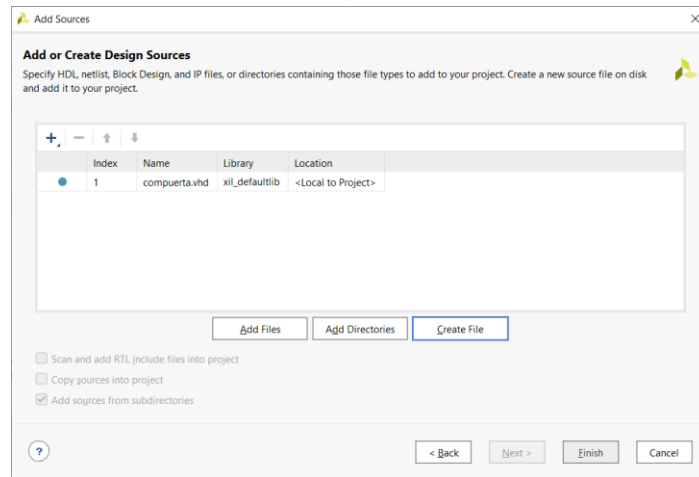 Add Sources
Add or Create Design Sources
Specify HDL, netlist, Block Design, and IP files, or directories containing those file types to add to your project. Create a new source file on disk
and add it to your project.
Index Name Library Location
1 compuerta.vhd xil_defaultlib <Local to Project>
Add Files Add Directories Create File
Scan and add RTL include files into project
Copy sources into project
Add sources from subdirectories
? < Back Next > Finish Cancel